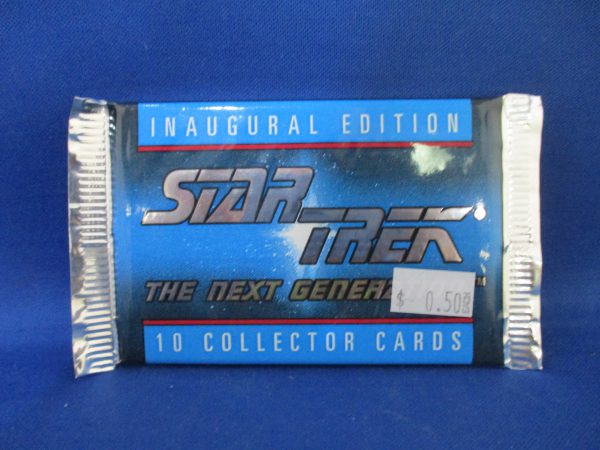 INAUGURAL EDITION
STAR
TREK
THE NEXT
$ 0.50
10 COLLECTOR CARDS